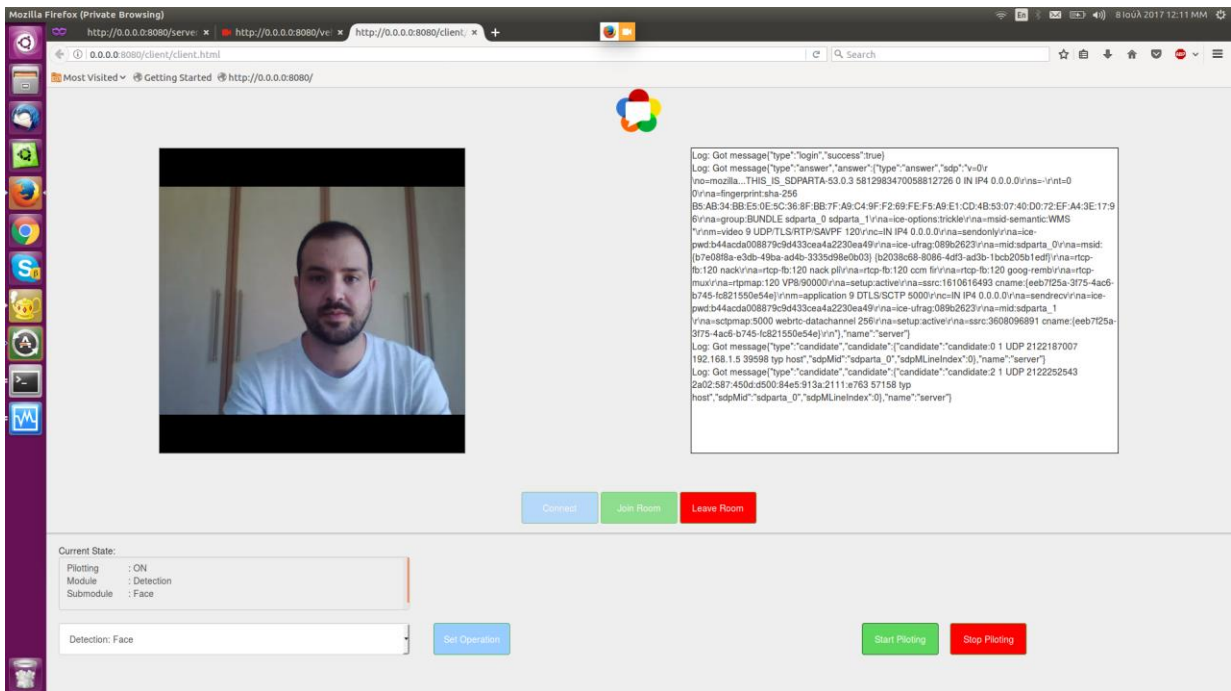 Mozilla Firefox (Private Browsing)
En
8 Ιούλ 2017 12:11 ΜΜ
http://0.0.0.0:8080/server
http://0.0.0.0:8080/ve
http://0.0.0.0:8080/client,
0.0.0.0:8080/client/client.html
Search
Most Visited
Getting Started
http://0.0.0.0:8080/
Log: Got message{"type":"login","success":true}
Log: Got message{"type":"answer","answer":{"type":"answer","sdp":"v=0\r
\no=mozilla...THIS_IS_SDPARTA-53.0.3 5812983470058812726 0 IN IP4 0.0.0.0\r\ns=-\r\nt=0
0\r\na=fingerprint:sha-256
B5:AB:34:BB:E5:0E:5C:36:8F:BB:7F:A9:C4:9F:F2:69:FE:F5:A9:E1:CD:4B:53:07:40:D0:72:EF:A4:3E:17:9
6\r\na=group:BUNDLE sdparta_0 sdparta_1\r\na=ice-options:trickle\r\na=msid-semantic:WMS
*\r\nm=video 9 UDP/TLS/RTP/SAVPF 120\r\nc=IN IP4 0.0.0.0\r\na=sendonly\r\na=ice-
pwd:b44acda008879c9d433cea4a2230ea49\r\na=ice-ufrag:089b2623\r\na=mid:sdparta_0\r\na=msid:
{b7e08f8a-e3db-49ba-ad4b-3335d98e0b03} {b2038c68-8086-4df3-ad3b-1bcb205b1edf}\r\na=rtcp-
fb:120 nack\r\na=rtcp-fb:120 nack pli\r\na=rtcp-fb:120 ccm fir\r\na=rtcp-fb:120 goog-remb\r\na=rtcp-
mux\r\na=rtpmap:120 VP8/90000\r\na=setup:active\r\na=ssrc:1610616493 cname:{eeb7f25a-3f75-4ac6-
b745-fc821550e54e}\r\nm=application 9 DTLS/SCTP 5000\r\nc=IN IP4 0.0.0.0\r\na=sendrecv\r\na=ice-
pwd:b44acda008879c9d433cea4a2230ea49\r\na=ice-ufrag:089b2623\r\na=mid:sdparta_1
\r\na=sctpmap:5000 webrtc-datachannel 256\r\na=setup:active\r\na=ssrc:3608096891 cname:{eeb7f25a-
3f75-4ac6-b745-fc821550e54e}\r\n"},"name":"server"}
Log: Got message{"type":"candidate","candidate":{"candidate":"candidate:0 1 UDP 2122187007
192.168.1.5 39598 typ host","sdpMid":"sdparta_0","sdpMLineIndex":0},"name":"server"}
Log: Got message{"type":"candidate","candidate":{"candidate":"candidate:2 1 UDP 2122252543
2a02:587:450d:d500:84e5:913a:2111:e763 57158 typ
host","sdpMid":"sdparta_0","sdpMLineIndex":0},"name":"server"}
Connect
Join Room
Leave Room
Current State:
Pilotting : ON
Module : Detection
Submodule : Face
Detection: Face
Set Operation
Start Piloting
Stop Piloting